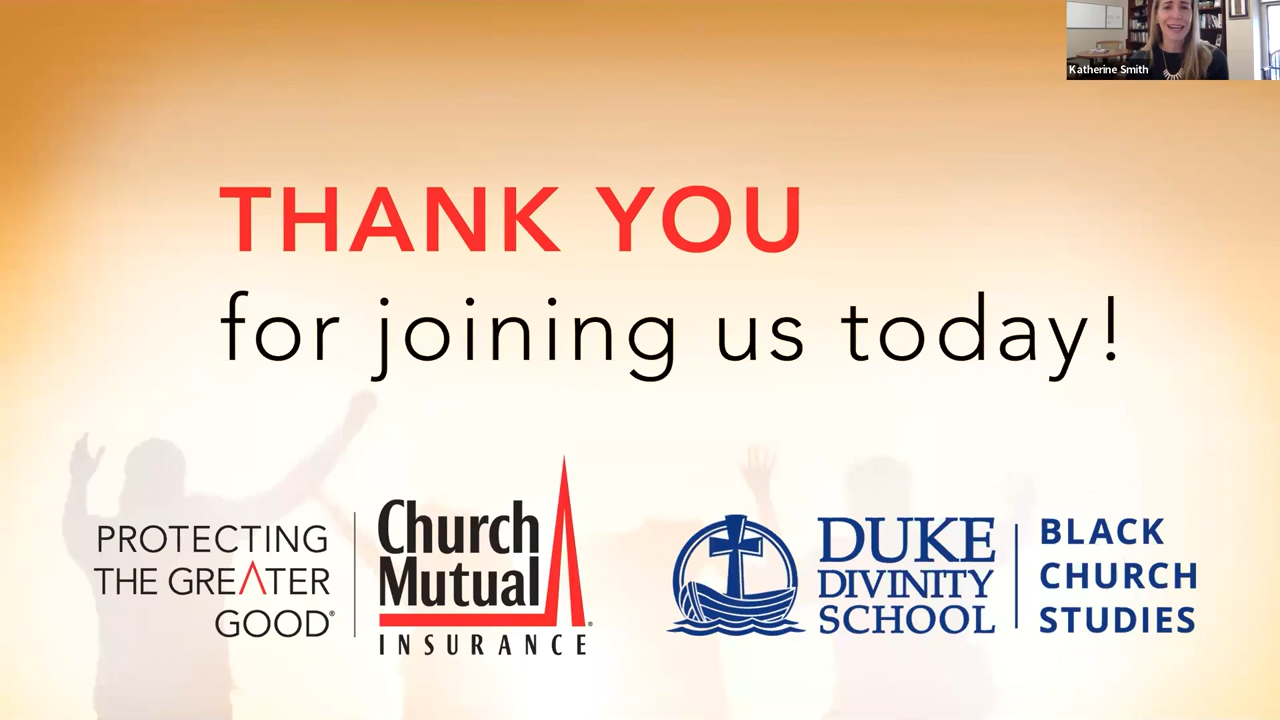 Katherine Smith
THANK YOU
for joining us today!
PROTECTING
THE GREATER
GOOD®
Church
Mutual
INSURANCE
DUKE
DIVINITY
SCHOOL
BLACK
CHURCH
STUDIES